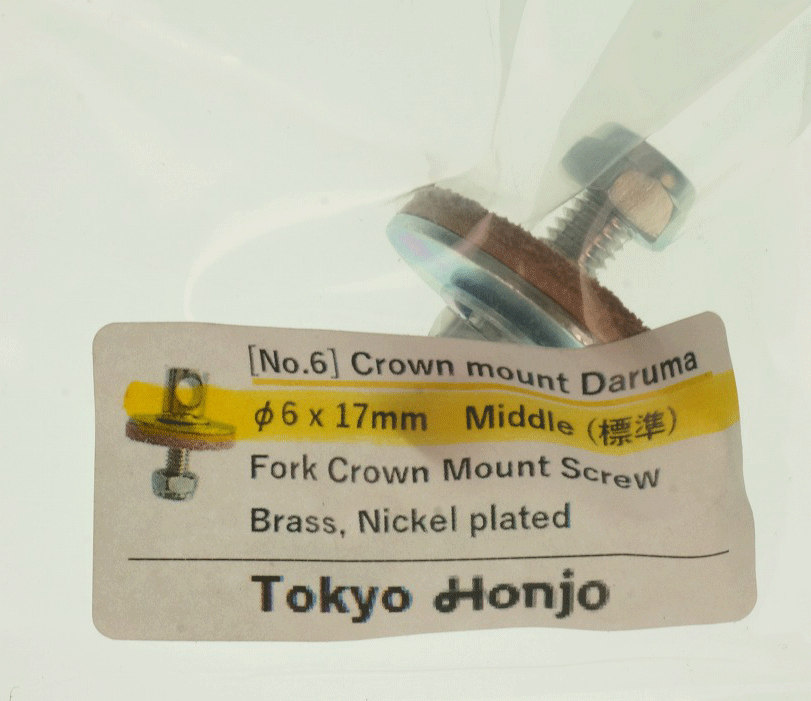 [No.6] Crown mount Daruma
φ6 x 17mm Middle (標準)
Fork Crown Mount Screw
Brass, Nickel plated
Tokyo Honjo